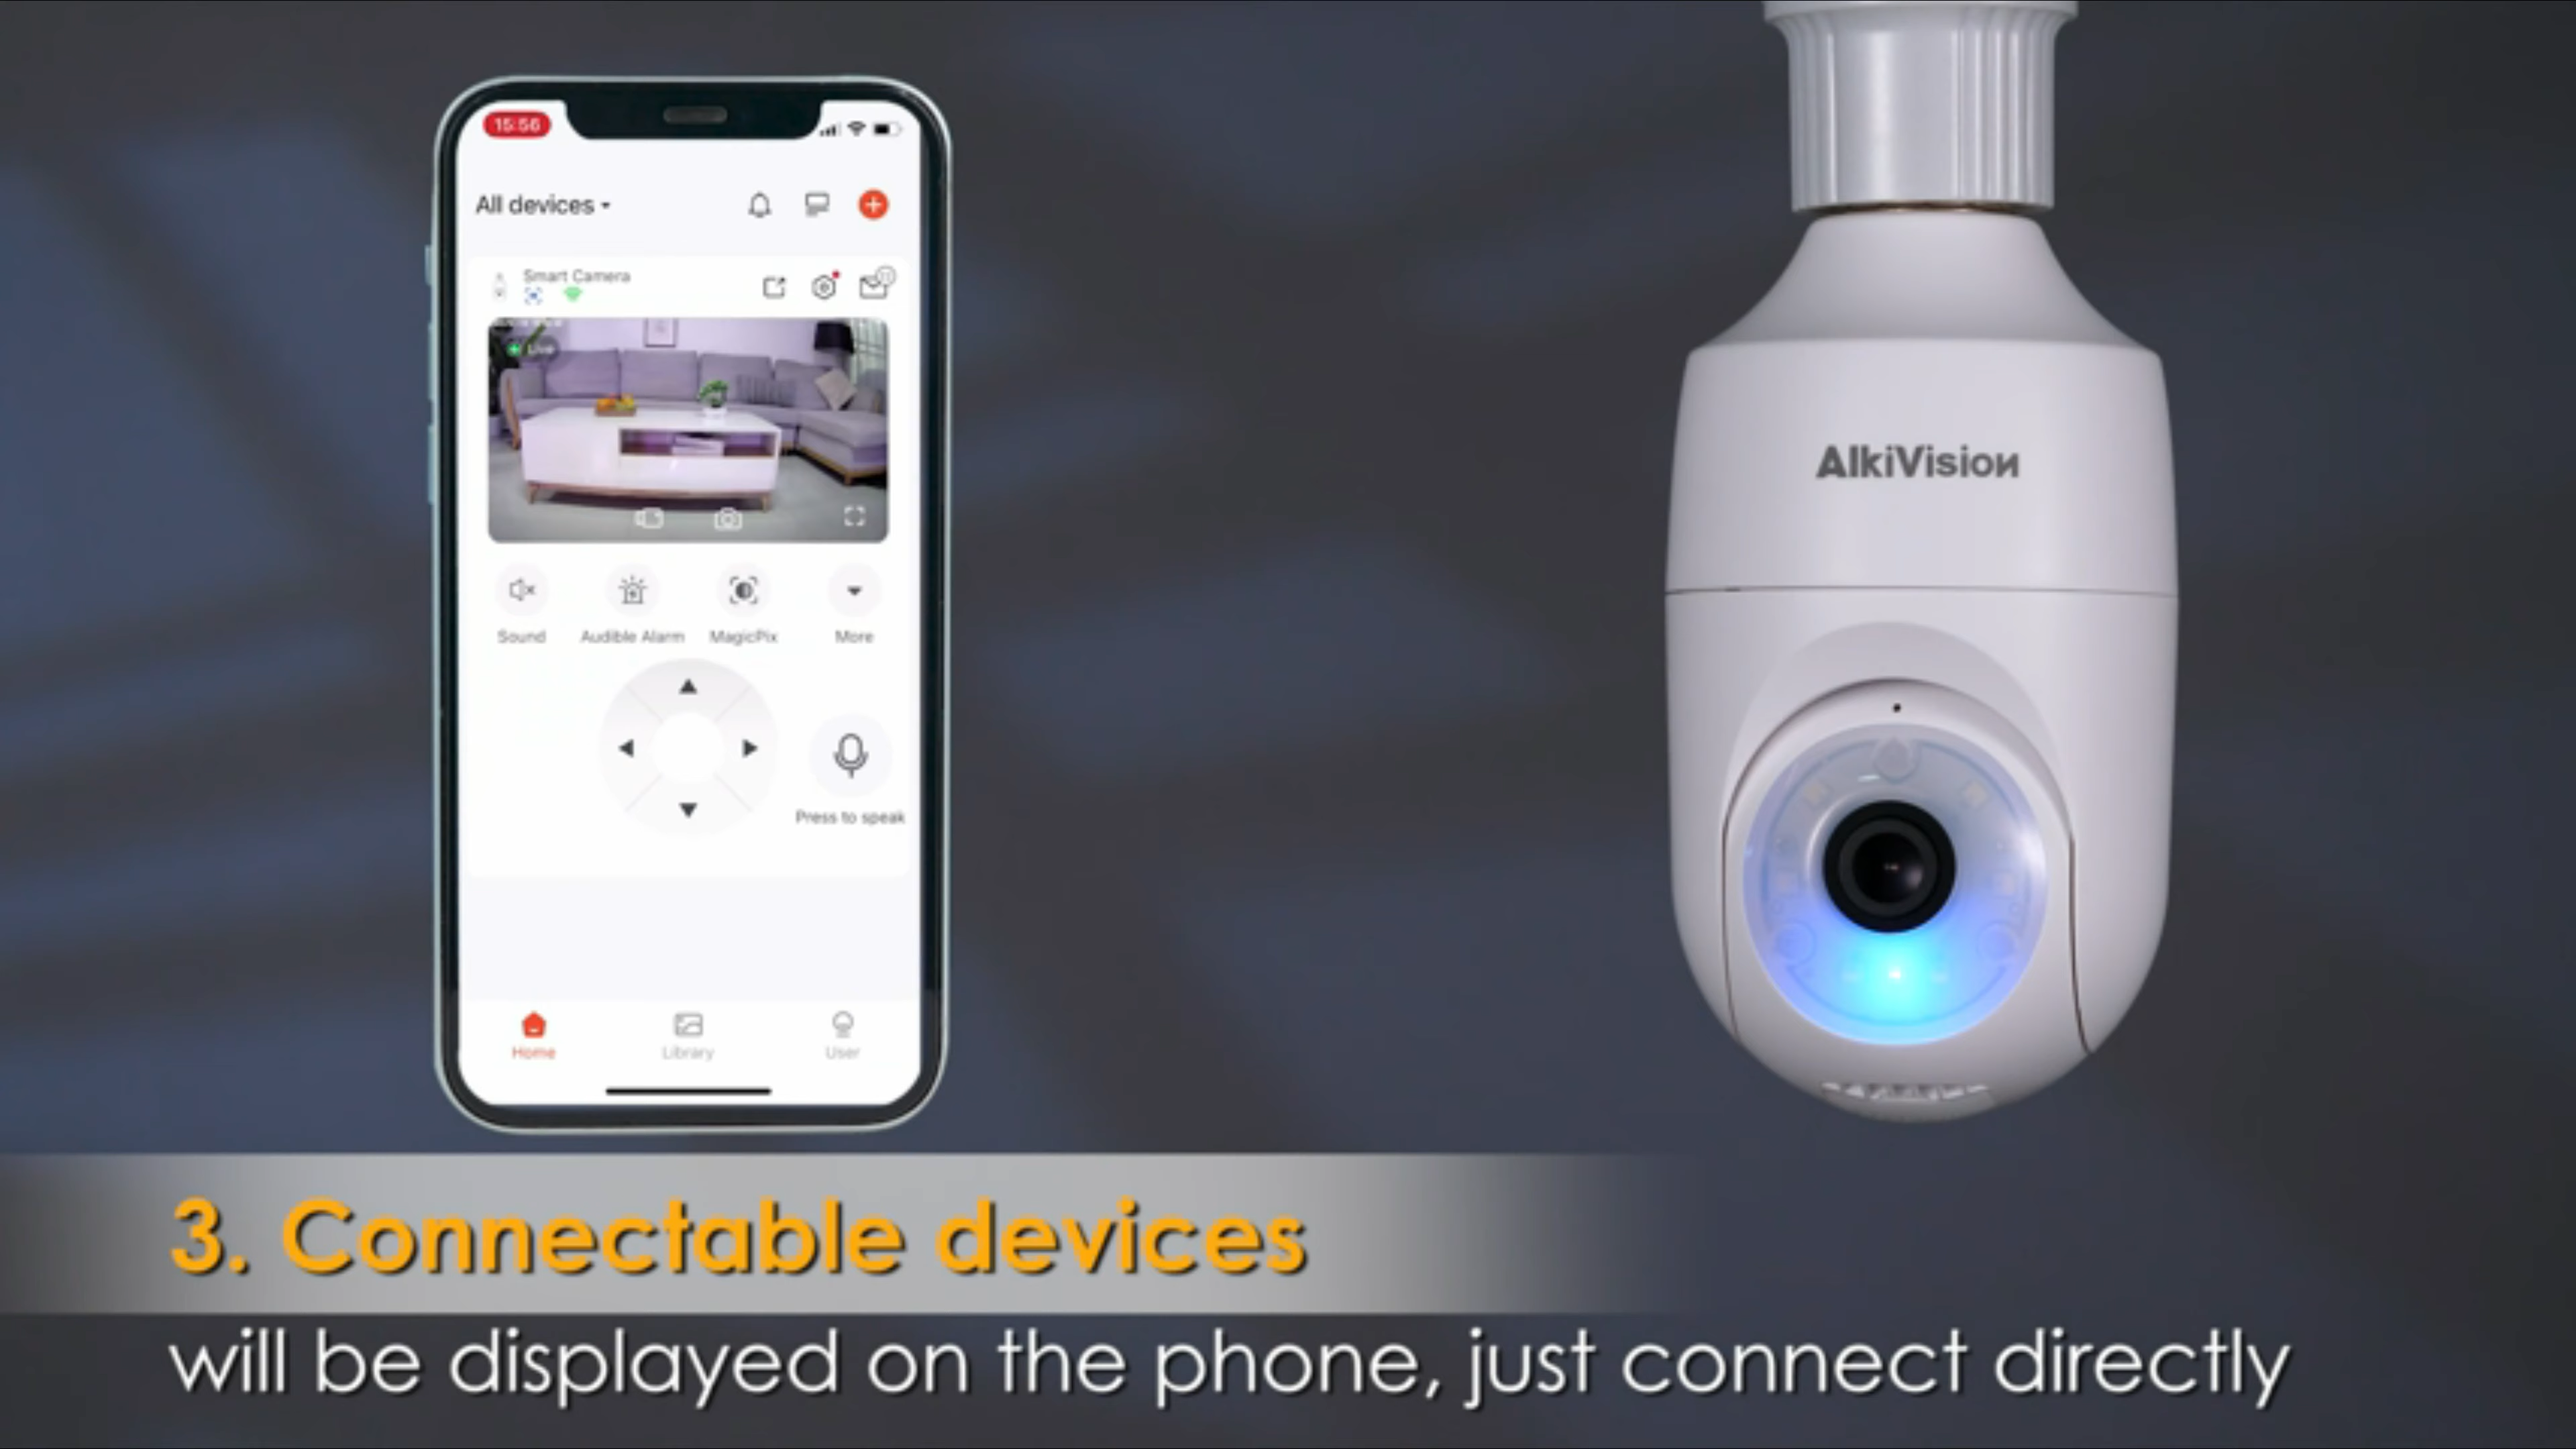 15:56
All devices
Smart Camera
Live
Sound
Audible Alarm
MagicPix
More
Press to speak
Home
Library
User
AlkiVision
3. Connectable devices
will be displayed on the phone, just connect directly